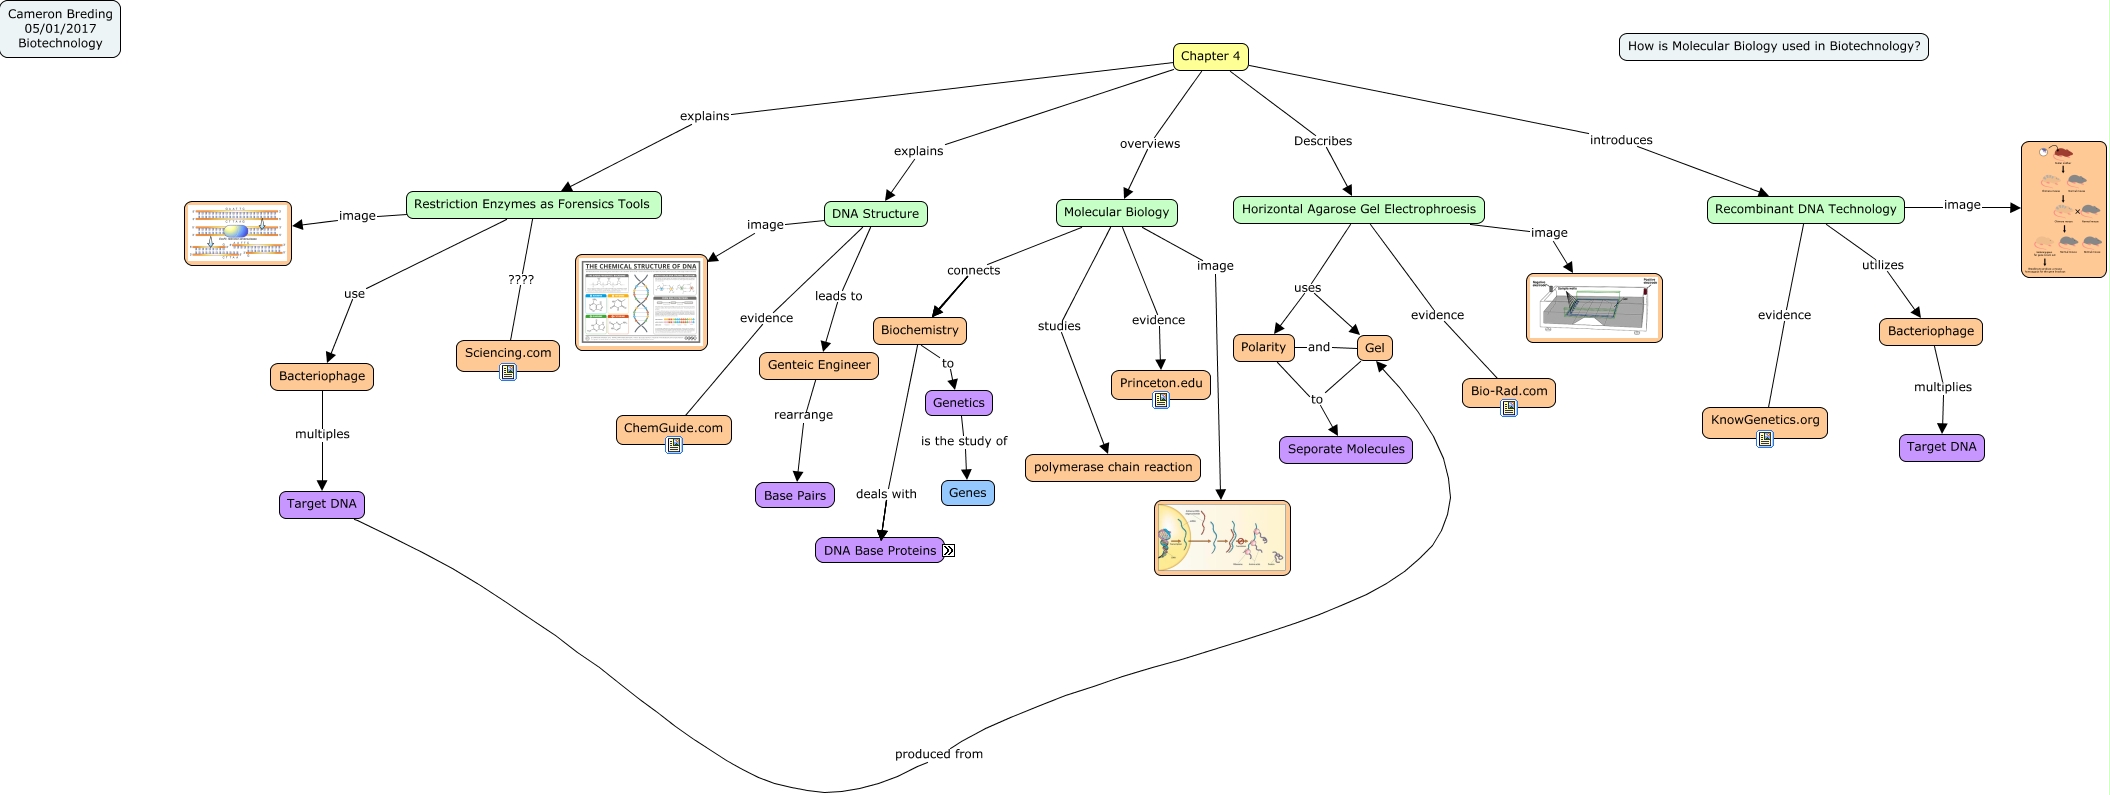 Cameron Breding
05/01/2017
Biotechnology
How is Molecular Biology used in Biotechnology?
Chapter 4
explains
explains
overviews
Describes
introduces
Restriction Enzymes as Forensics Tools
DNA Structure
Molecular Biology
Horizontal Agarose Gel Electrophroesis
Recombinant DNA Technology
image
image
image
image
image
THE CHEMICAL STRUCTURE OF DNA
use
????
evidence
leads to
connects
studies
evidence
uses
evidence
evidence
utilizes
Bacteriophage
Sciencing.com
ChemGuide.com
Genteic Engineer
Biochemistry
Princeton.edu
Polarity
and
Gel
Bio-Rad.com
KnowGenetics.org
Bacteriophage
multiples
rearrange
to
Genetics
is the study of
Genes
deals with
DNA Base Proteins
polymerase chain reaction
to
Seporate Molecules
multiplies
Target DNA
Target DNA
Base Pairs
produced from